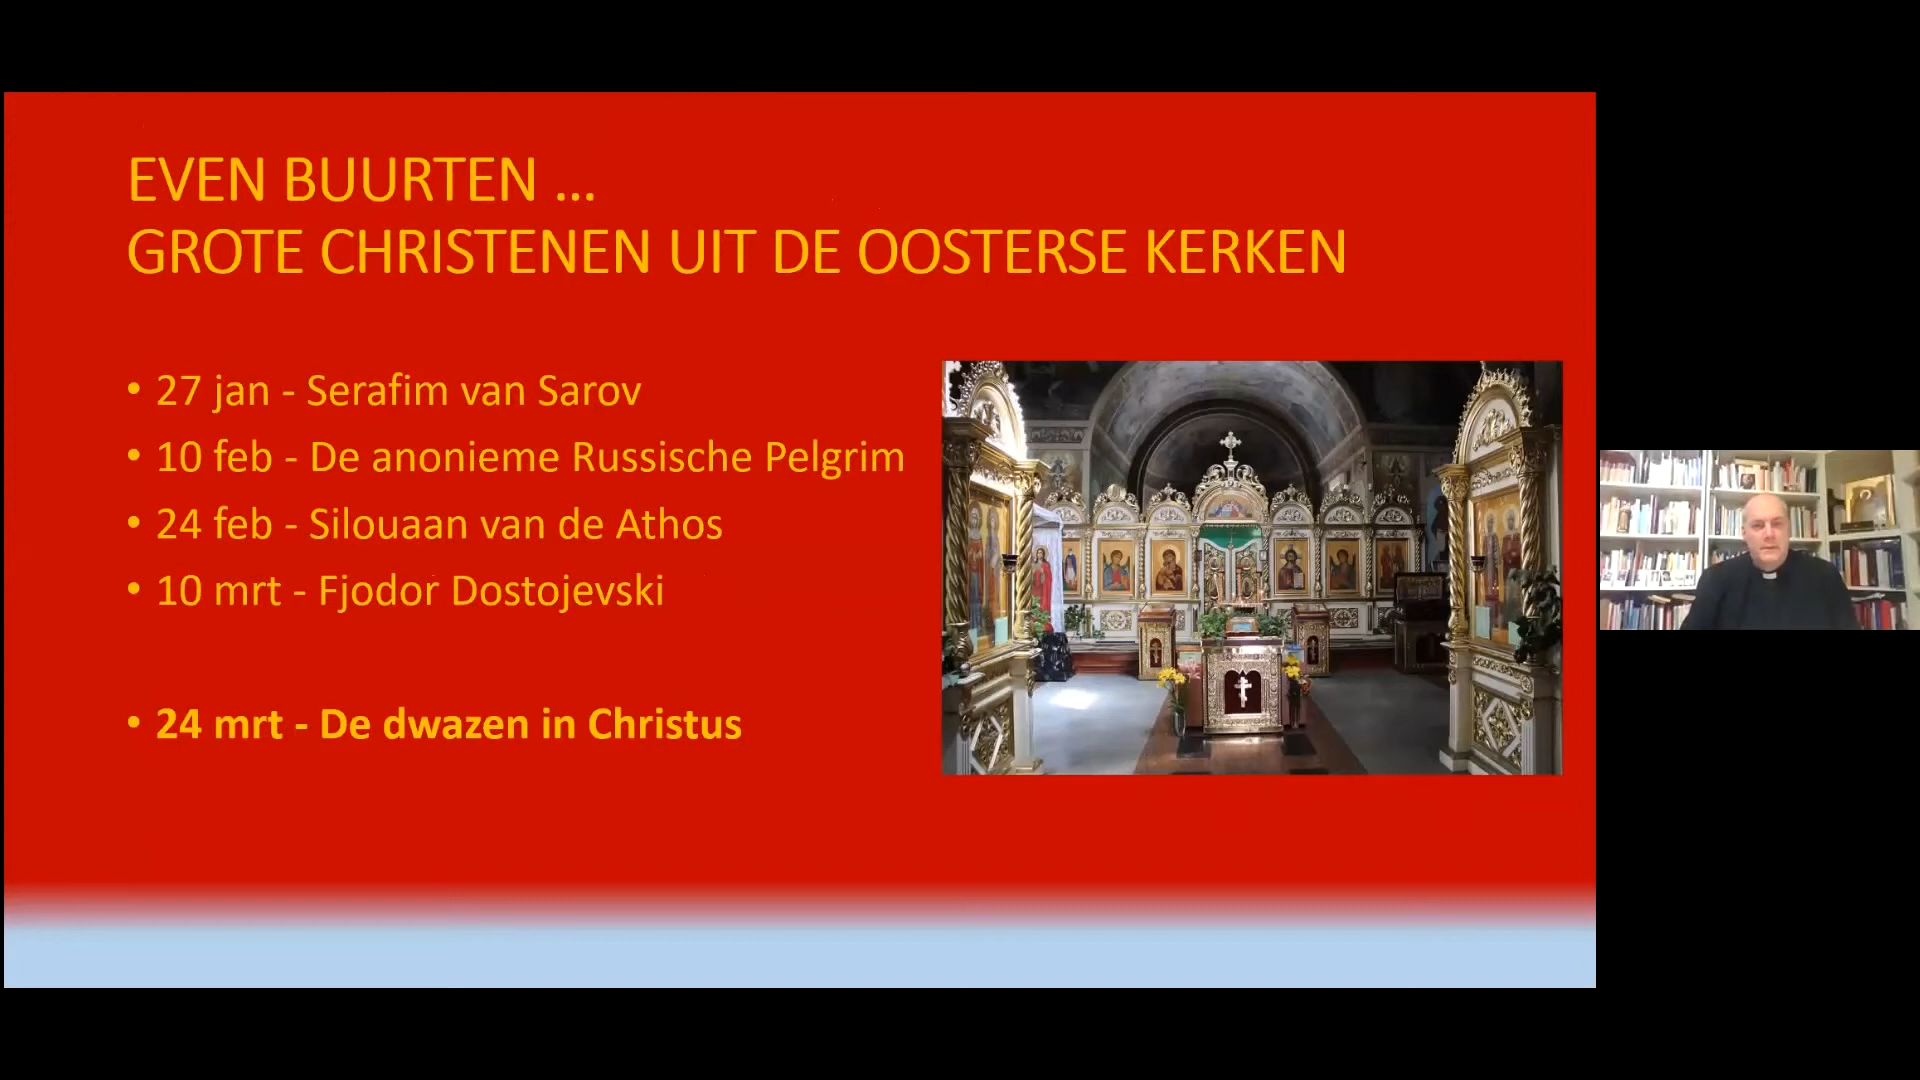 EVEN BUURTEN ...
GROTE CHRISTENEN UIT DE OOSTERSE KERKEN
• 27 jan - Serafim van Sarov
• 10 feb - De anonieme Russische Pelgrim
• 24 feb - Silouaan van de Athos
• 10 mrt - Fjodor Dostojevski
• 24 mrt - De dwazen in Christus